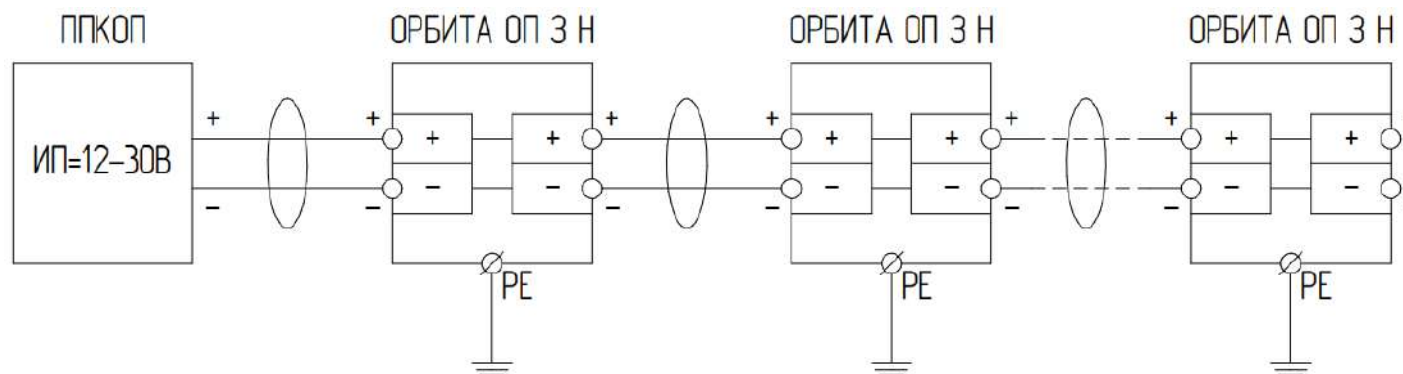 ППКОП
ОРБИТА ОП 3 Н
ОРБИТА ОП 3 Н
ОРБИТА ОП 3 Н
+ + + + + + + + + + +
ИП=12–30В
– – – – – – – – – – –
PE
PE
PE